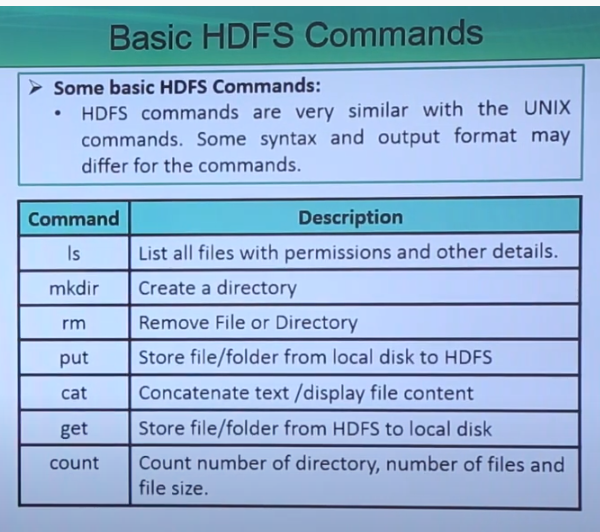 Basic HDFS Commands
➢ Some basic HDFS Commands:
• HDFS commands are very similar with the UNIX
commands. Some syntax and output format may
differ for the commands.
Command Description
ls List all files with permissions and other details.
mkdir Create a directory
rm Remove File or Directory
put Store file/folder from local disk to HDFS
cat Concatenate text /display file content
get Store file/folder from HDFS to local disk
count Count number of directory, number of files and
file size.